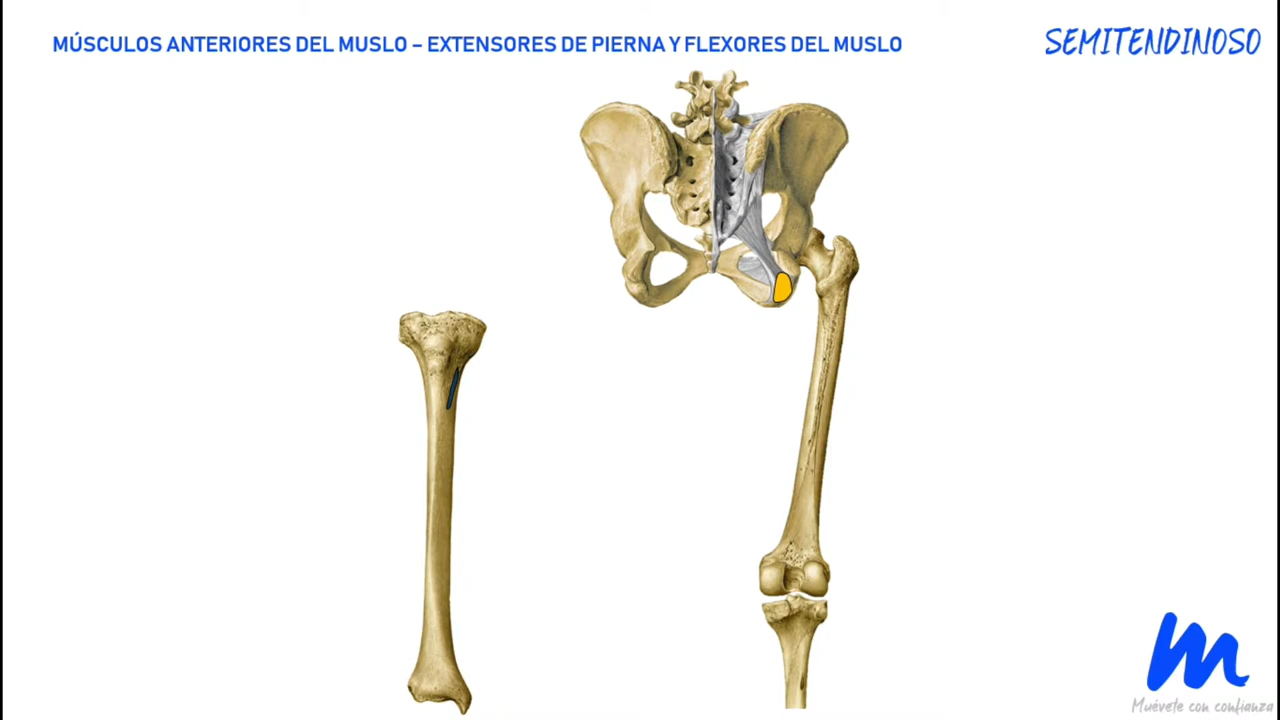 MÚSCULOS ANTERIORES DEL MUSLO – EXTENSORES DE PIERNA Y FLEXORES DEL MUSLO
SEMITENDINOSO
Muévete con confianza